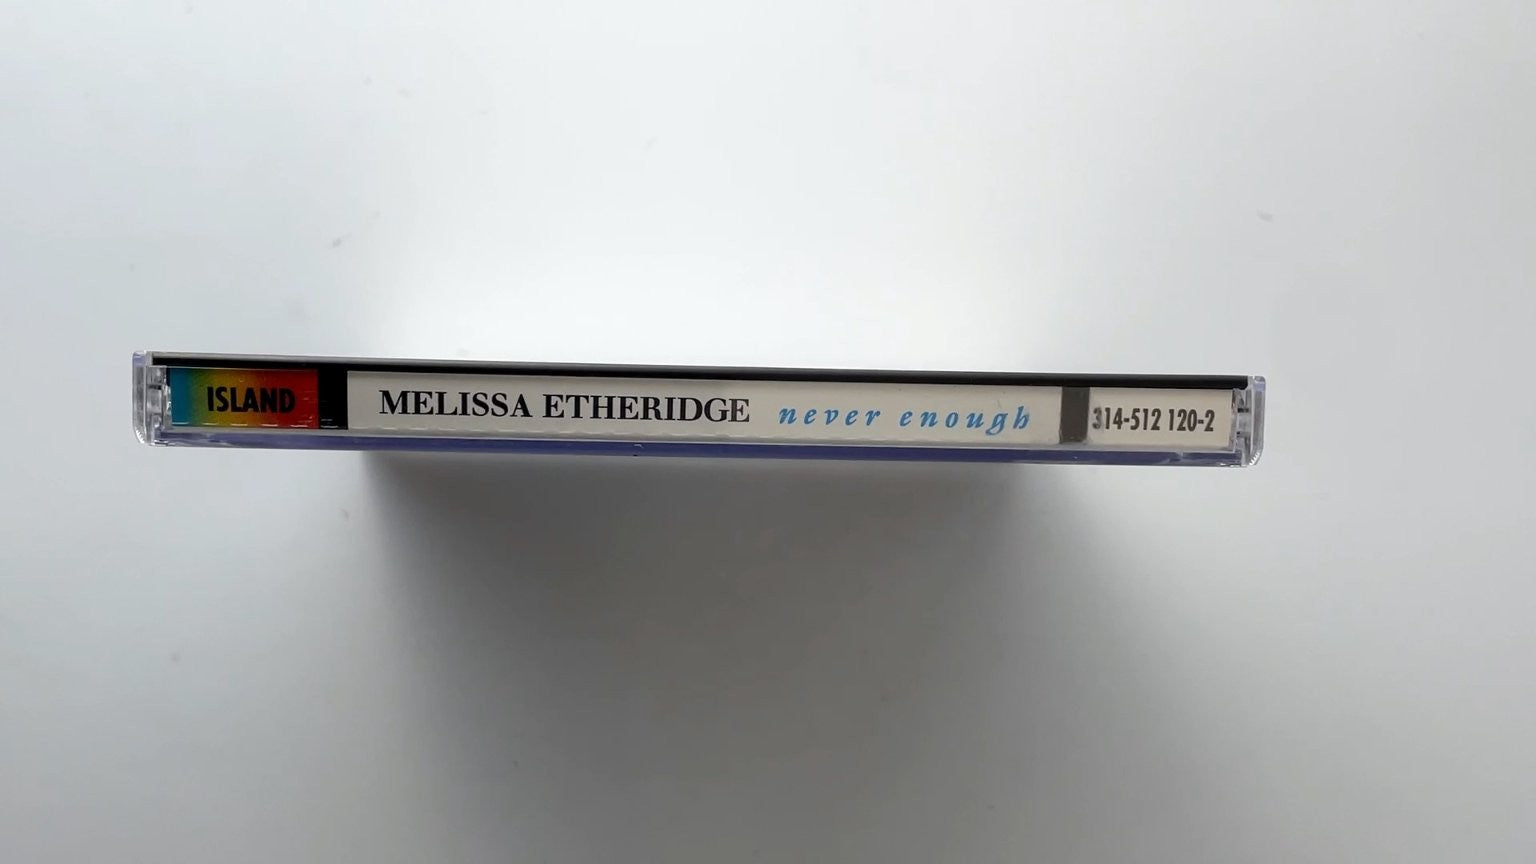 ISLAND MELISSA ETHERIDGE never enough 314-512 120-2